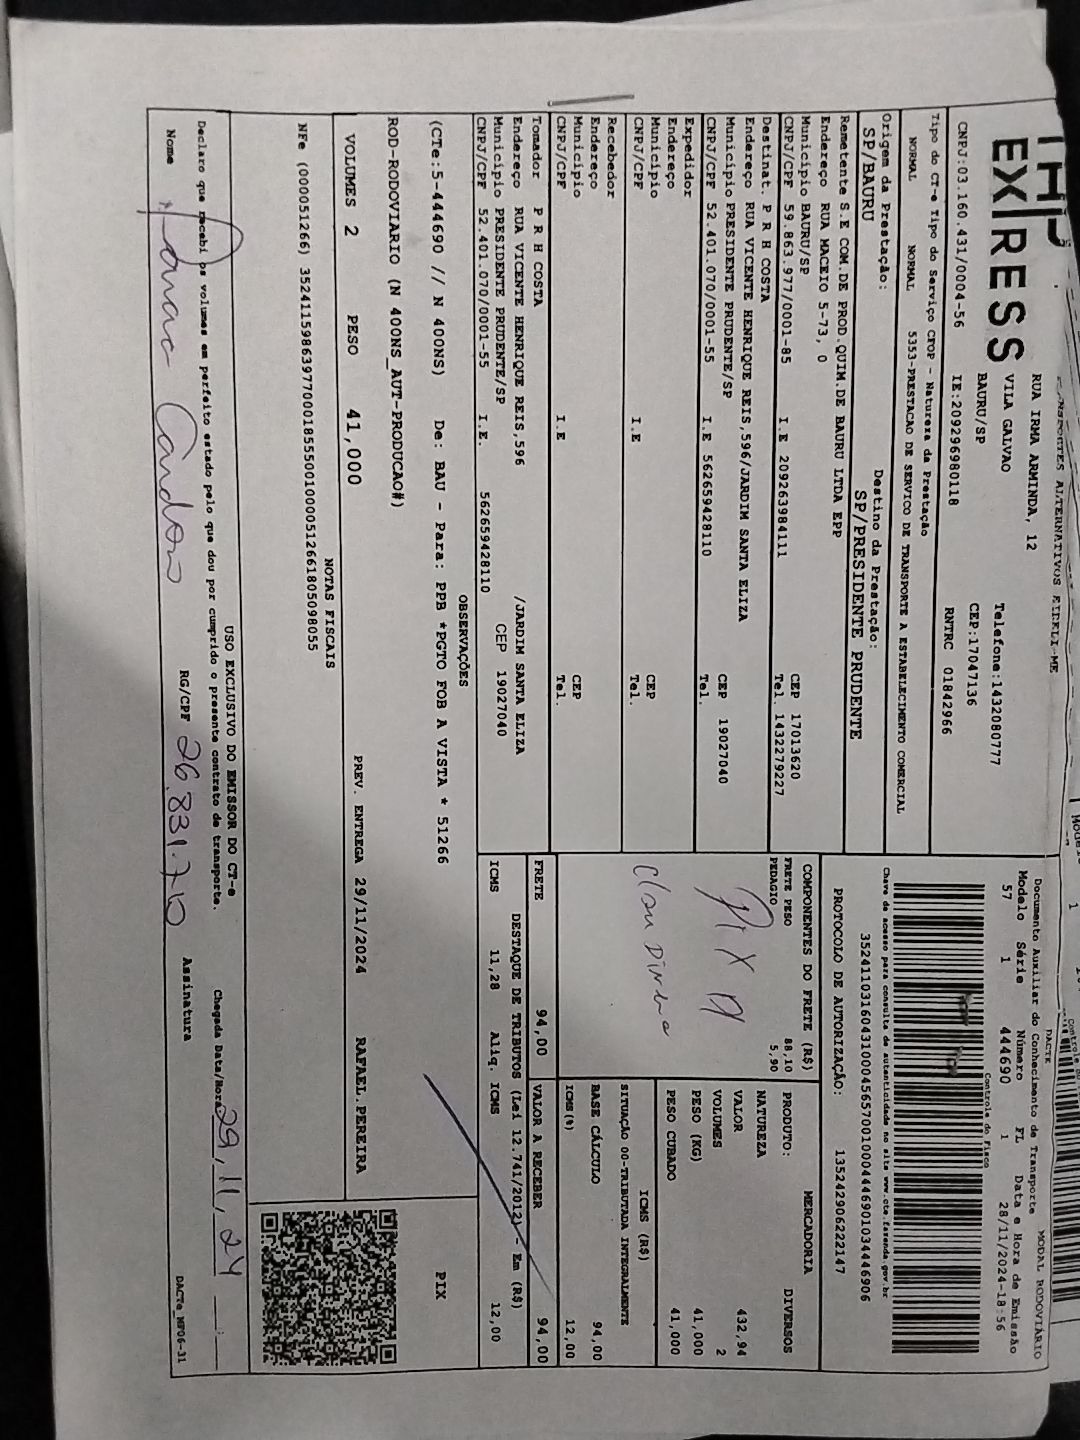 EXPRESS
TRANSPORTES ALTERNATIVOS EIRELI-ME
RUA IRMA ARMINDA, 12
VILA GALVAO
BAURU/SP
Telefone:1432080777
CEP:17047136
CNPJ:03.160.431/0004-56 IE:209296980118 RNTRC 01842966
Tipo do CT-e Tipo do Serviço CFOP - Natureza da Prestação
NORMAL NORMAL 5353-PRESTACAO DE SERVICO DE TRANSPORTE A ESTABELECIMENTO COMERCIAL
Origem da Prestação: Destino da Prestação:
SP/BAURU SP/PRESIDENTE PRUDENTE
Remetente S.E COM.DE PROD.QUIM.DE BAURU LTDA EPP
Endereço RUA MACEIO 5-73, 0
Município BAURU/SP CEP 17013620
CNPJ/CPF 59.863.977/0001-85 I.E 209263984111 Tel. 1432279227
Destinat. P R H COSTA
Endereço RUA VICENTE HENRIQUE REIS,596/JARDIM SANTA ELIZA
Município PRESIDENTE PRUDENTE/SP CEP 19027040
CNPJ/CPF 52.401.070/0001-55 I.E 562659428110 Tel.
Expedidor
Endereço
Município CEP
CNPJ/CPF I.E Tel.
Recebedor
Endereço
Município CEP
CNPJ/CPF I.E Tel.
Tomador P R H COSTA
Endereço RUA VICENTE HENRIQUE REIS,596 /JARDIM SANTA ELIZA
Município PRESIDENTE PRUDENTE/SP CEP 19027040
CNPJ/CPF 52.401.070/0001-55 I.E. 562659428110
DACTE MODAL RODOVIÁRIO
Documento Auxiliar do Conhecimento de Transporte
Modelo Série Número FL Data e Hora de Emissão
57 1 444690 1 28/11/2024-18:56
Controle do Fisco
Chave de acesso para consulta de autenticidade no site www.cte.fazenda.gov.br
35241103160431000456570010004446901034446906
PROTOCOLO DE AUTORIZAÇÃO: 135242906222147
COMPONENTES DO FRETE (R$)
FRETE PESO 88,10
PEDAGIO 5,90
PIX
PRODUTO: MERCADORIA DIVERSOS
NATUREZA
VALOR 432,94
VOLUMES 2
PESO (KG) 41,000
PESO CUBADO 41,000
ICMS (R$)
SITUAÇÃO 00-TRIBUTADA INTEGRALMENTE
BASE CÁLCULO 94,00
ICMS(%) 12,00
FRETE 94,00 VALOR A RECEBER 94,00
DESTAQUE DE TRIBUTOS (Lei 12.741/2012) - Em (R$)
ICMS 11,28 Aliq. ICMS 12,00
OBSERVAÇÕES
(CTe:5-444690 // N 400NS) De: BAU - Para: PPB *PGTO FOB A VISTA * 51266
ROD-RODOVIARIO (N 400NS_AUT-PRODUCAO#)
PIX
VOLUMES 2 PESO 41,000 PREV. ENTREGA 29/11/2024 RAFAEL.PEREIRA
NOTAS FISCAIS
NFe (000051266) 35241159863977000185550010000512661805098055
USO EXCLUSIVO DO EMISSOR DO CT-e
Declaro que recebi os volumes em perfeito estado pelo que dou por cumprido o presente contrato de transporte. Chegada Data/Hora 29/11/24
Nome Cardoso RG/CPF 26.831.710 Assinatura DACTe_NF06-31